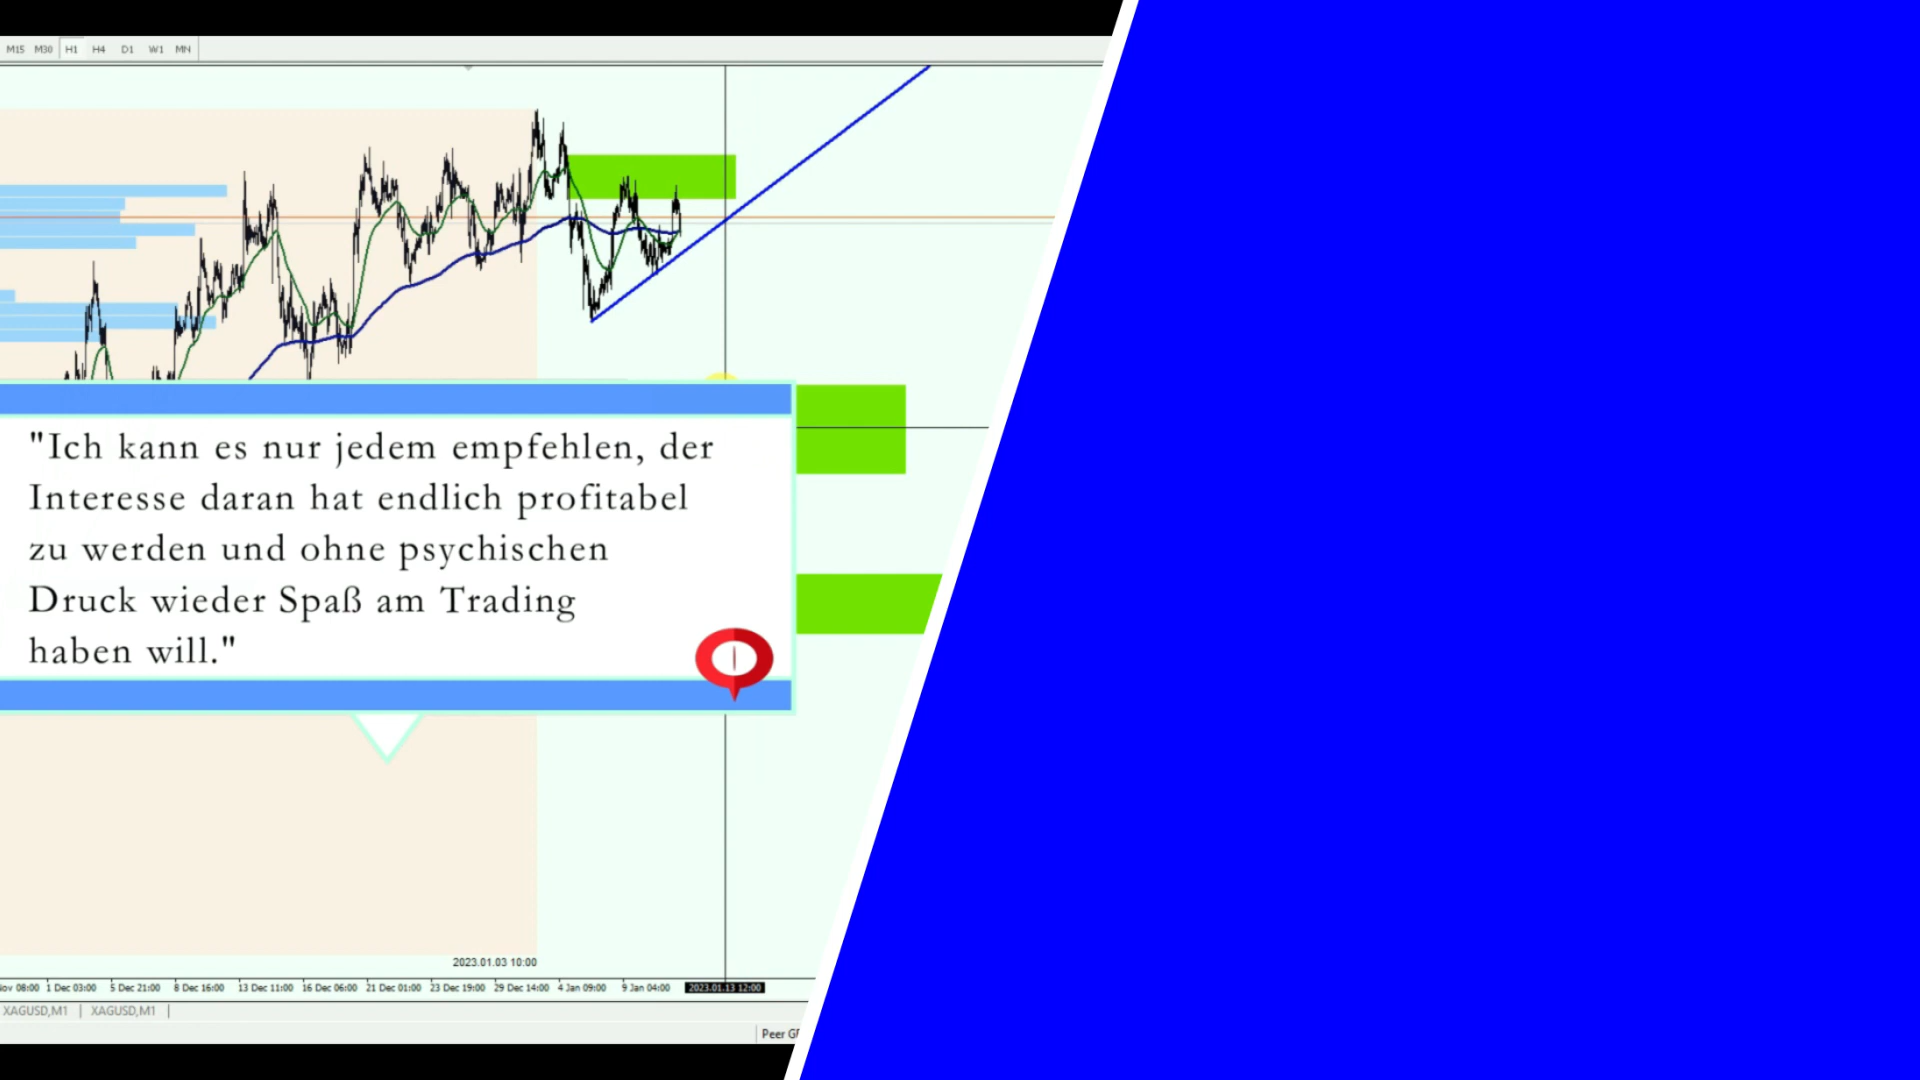 M15 M30 H1 H4 D1 W1 MN
"Ich kann es nur jedem empfehlen, der
Interesse daran hat endlich profitabel
zu werden und ohne psychischen
Druck wieder Spaß am Trading
haben will."
2023.01.03 10:00
08:00 1 Dec 03:00 5 Dec 21:00 8 Dec 16:00 13 Dec 11:00 16 Dec 06:00 21 Dec 01:00 23 Dec 19:00 29 Dec 14:00 4 Jan 09:00 9 Jan 04:00 2023.01.13 12:00
XAGUSD,M1 | XAGUSD,M1 |
Peer